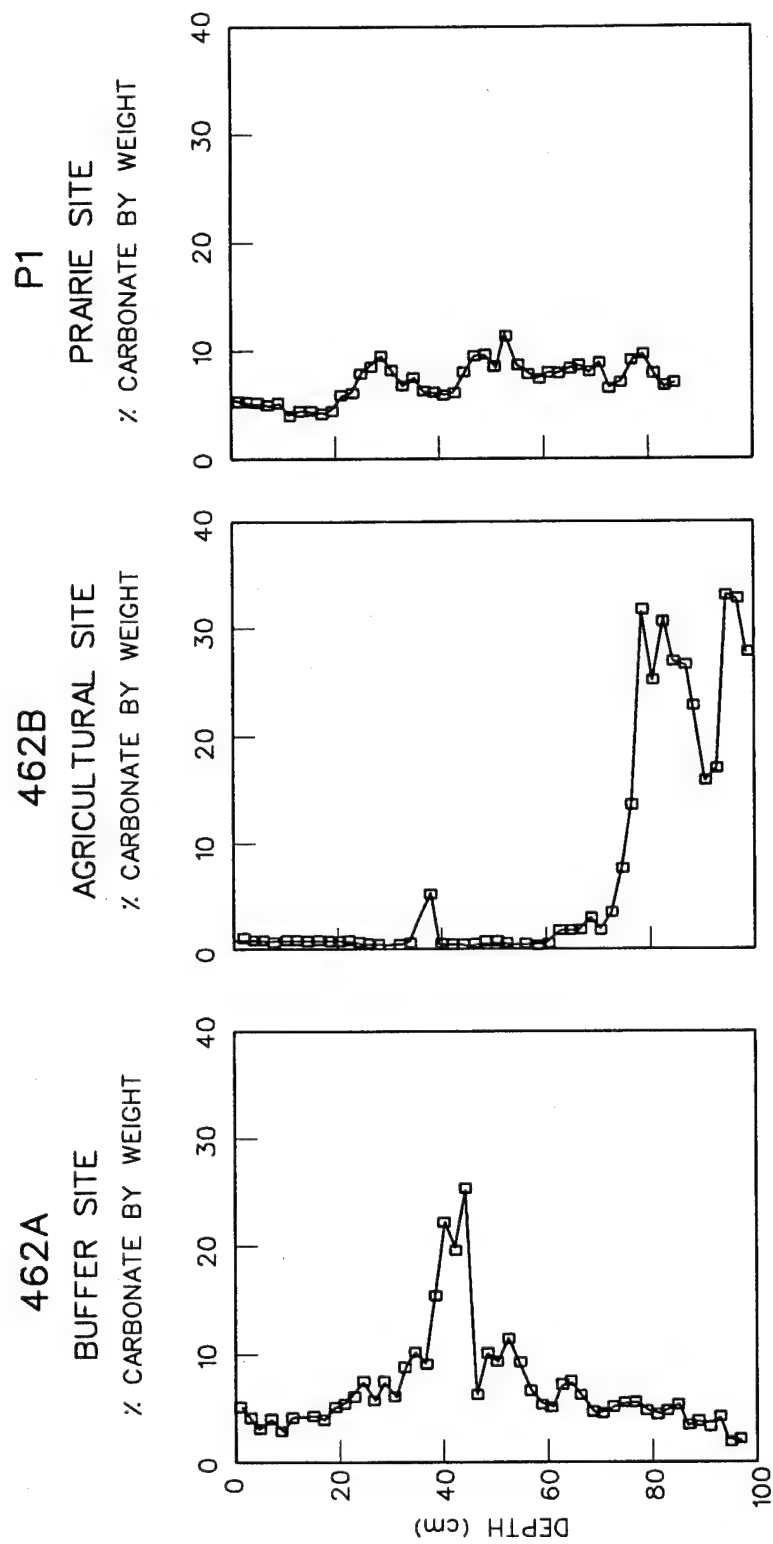 462A
BUFFER SITE
% CARBONATE BY WEIGHT
0 10 20 30 40
DEPTH (cm)
0
20
40
60
80
100
462B
AGRICULTURAL SITE
% CARBONATE BY WEIGHT
0 10 20 30 40
P1
PRAIRIE SITE
% CARBONATE BY WEIGHT
0 10 20 30 40